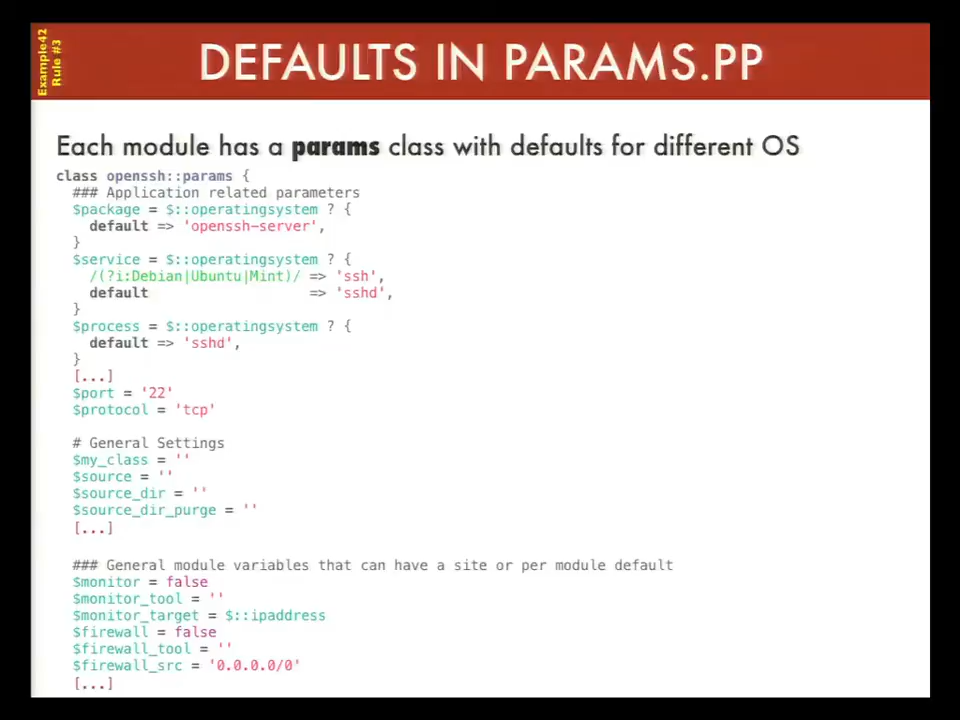 Example42
Rule #3
DEFAULTS IN PARAMS.PP
Each module has a params class with defaults for different OS
class openssh::params {
  ### Application related parameters
  $package = $::operatingsystem ? {
    default => 'openssh-server',
  }
  $service = $::operatingsystem ? {
    /(?i:Debian|Ubuntu|Mint)/ => 'ssh',
    default                   => 'sshd',
  }
  $process = $::operatingsystem ? {
    default => 'sshd',
  }
  [...]
  $port = '22'
  $protocol = 'tcp'
  # General Settings
  $my_class = ''
  $source = ''
  $source_dir = ''
  $source_dir_purge = ''
  [...]
  ### General module variables that can have a site or per module default
  $monitor = false
  $monitor_tool = ''
  $monitor_target = $::ipaddress
  $firewall = false
  $firewall_tool = ''
  $firewall_src = '0.0.0.0/0'
  [...]